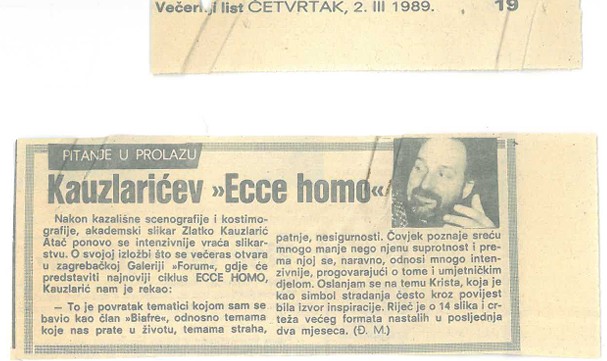 Večernji list ČETVRTAK, 2. III 1989.
19
PITANJE U PROLAZU
Kauzlarićev »Ecce homo«
Nakon kazališne scenografije i kostimo-
grafije, akademski slikar Zlatko Kauzlarić
Atač ponovo se intenzivnije vraća slikar-
stvu. O svojoj izložbi što se večeras otvara
u zagrebačkoj Galeriji »Forum«, gdje će
predstaviti najnoviji ciklus ECCE HOMO,
Kauzlarić nam je rekao:
— To je povratak tematici kojom sam se
bavio kao član »Biafre«, odnosno temama
koje nas prate u životu, temama straha,
patnje, nesigurnosti. Čovjek poznaje sreću
mnogo manje nego njenu suprotnost i pre-
ma njoj se, naravno, odnosi mnogo inten-
zivnije, progovarajući o tome i umjetničkim
djelom. Oslanjam se na temu Krista, koja je
kao simbol stradanja često kroz povijest
bila izvor inspiracije. Riječ je o 14 slika i cr-
teža većeg formata nastalih u posljednja
dva mjeseca. (Đ. M.)